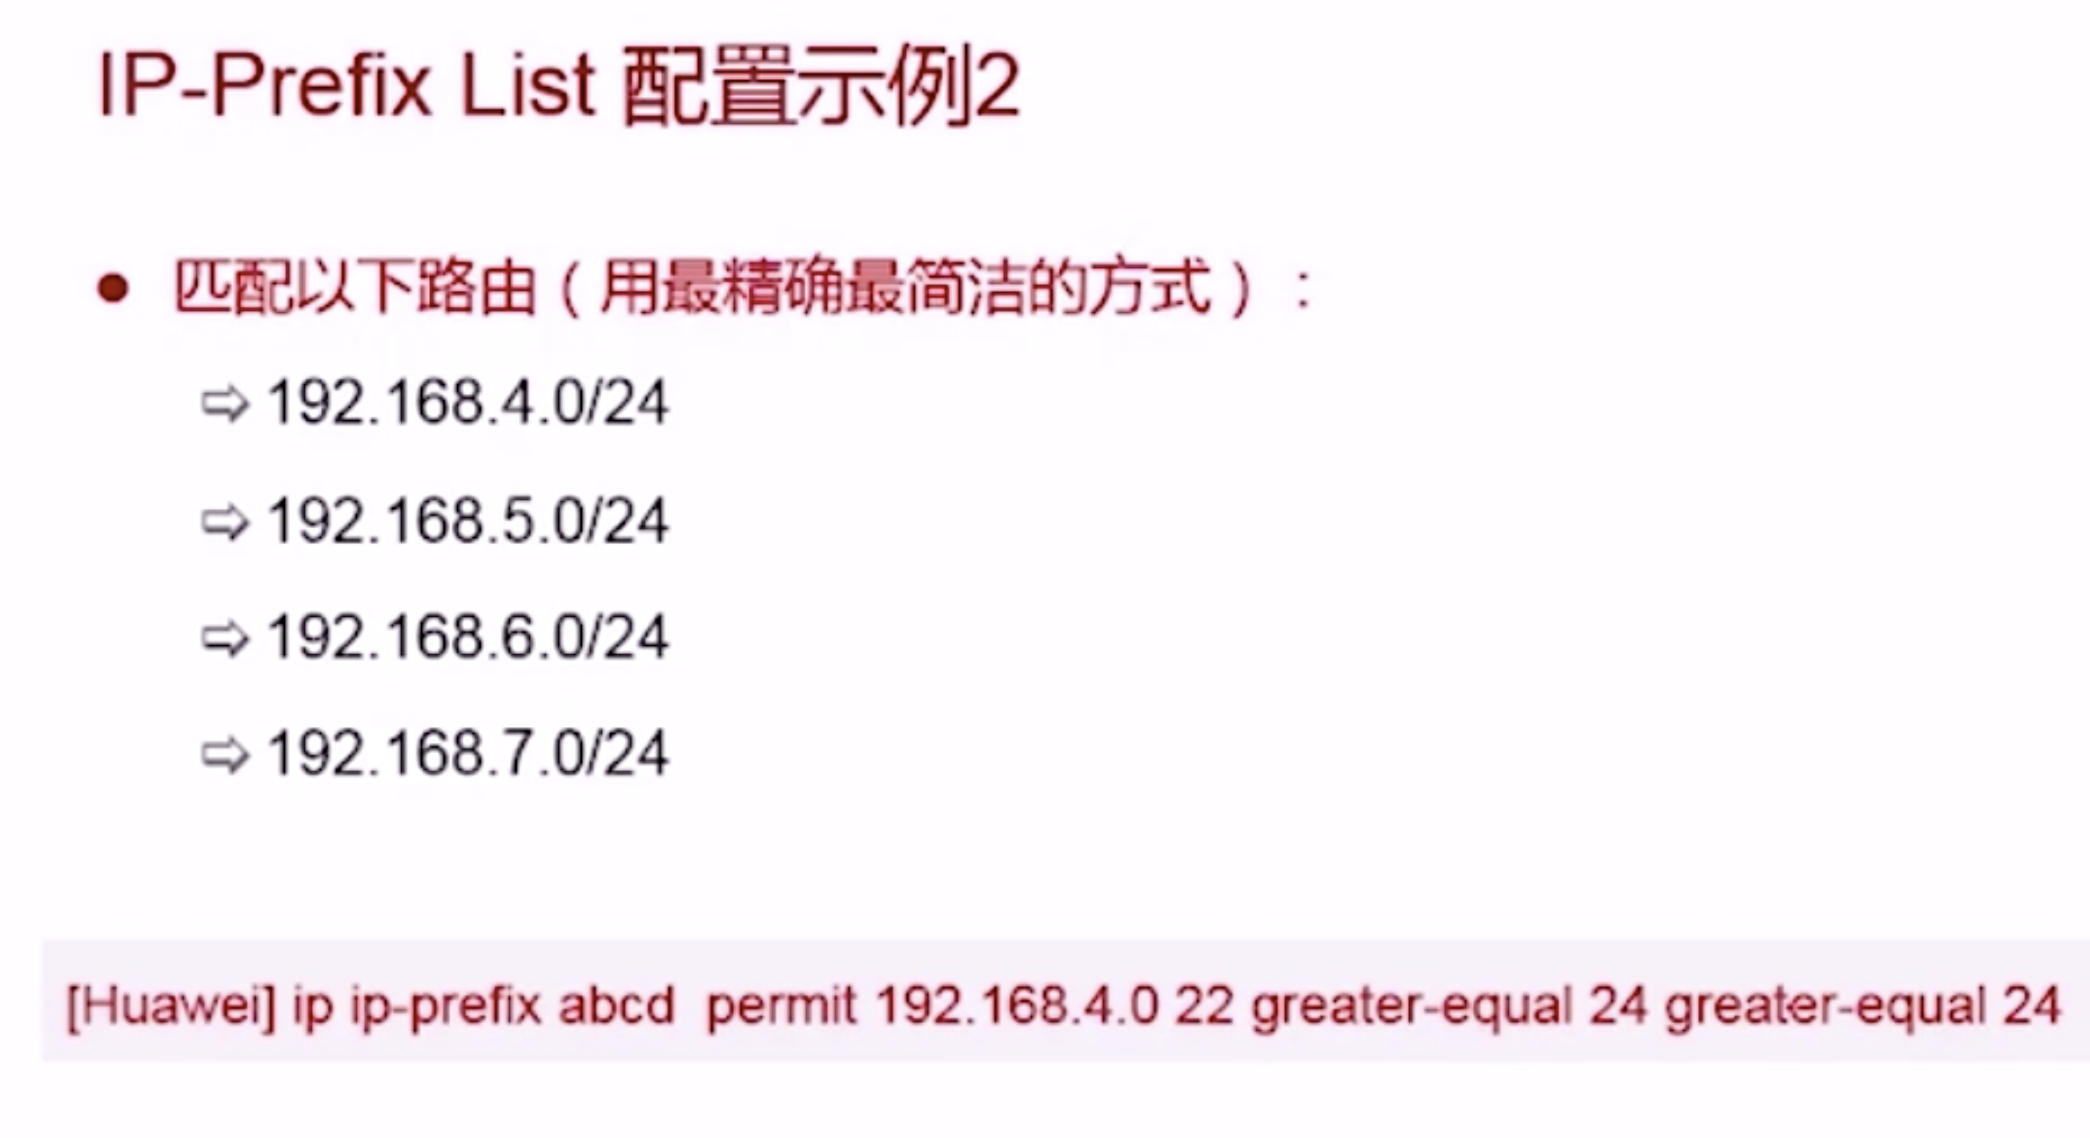 IP-Prefix List 配置示例2
● 匹配以下路由（用最精确最简洁的方式）：
⇨ 192.168.4.0/24
⇨ 192.168.5.0/24
⇨ 192.168.6.0/24
⇨ 192.168.7.0/24
[Huawei] ip ip-prefix abcd  permit 192.168.4.0 22 greater-equal 24 greater-equal 24